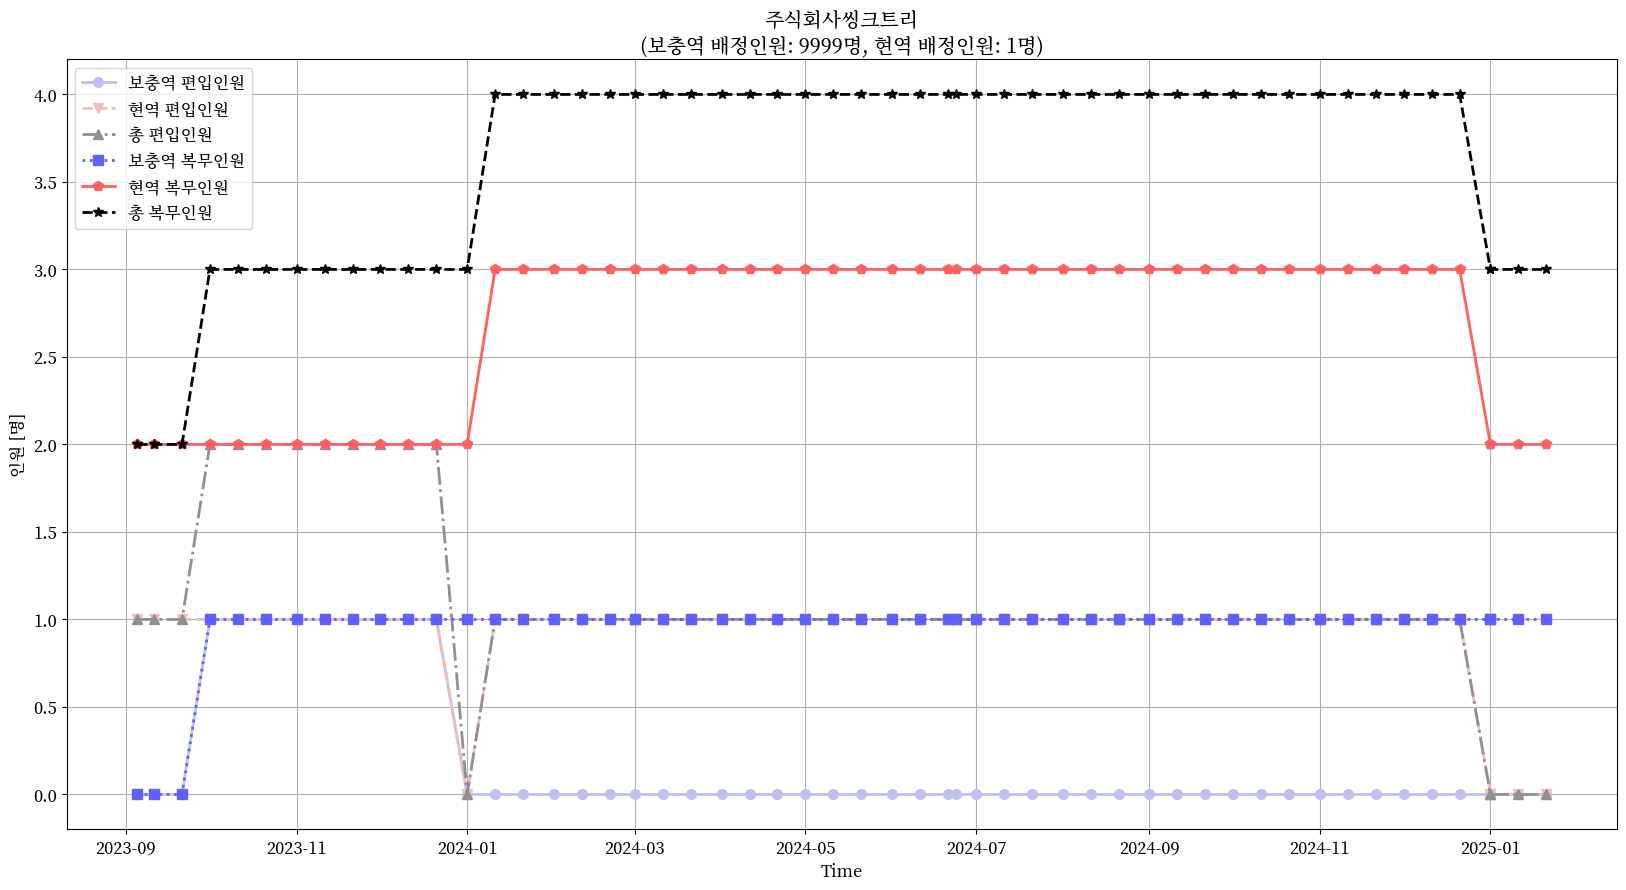 주식회사씽크트리
(보충역 배정인원: 9999명, 현역 배정인원: 1명)
보충역 편입인원
현역 편입인원
총 편입인원
보충역 복무인원
현역 복무인원
총 복무인원
4.0
3.5
3.0
2.5
2.0
1.5
1.0
0.5
0.0
인원 [명]
2023-09
2023-11
2024-01
2024-03
2024-05
2024-07
2024-09
2024-11
2025-01
Time